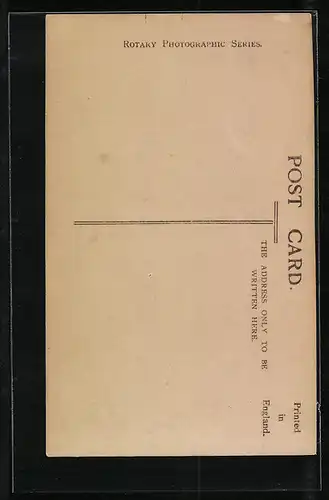 ROTARY PHOTOGRAPHIC SERIES.
POST CARD.
THE ADDRESS ONLY TO BE
WRITTEN HERE.
Printed
in
England.